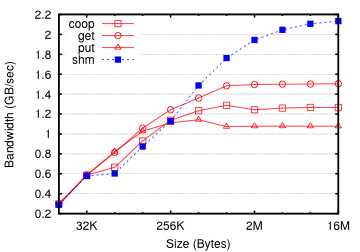 2.2
2
1.8
1.6
1.4
1.2
1
0.8
0.6
0.4
0.2
Bandwidth (GB/sec)
coop
get
put
shm
32K
256K
2M
16M
Size (Bytes)